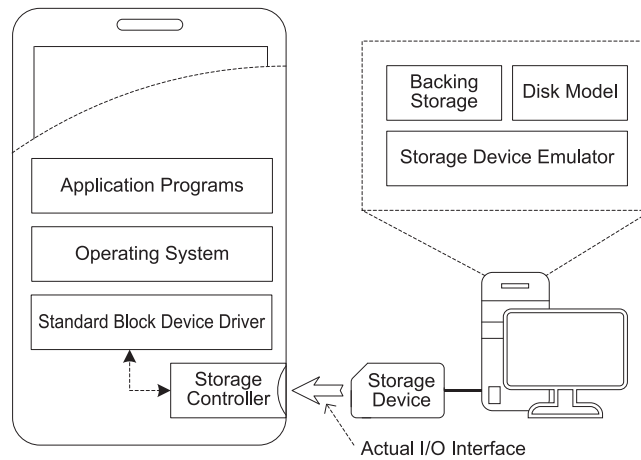 Backing
Storage
Disk Model
Storage Device Emulator
Application Programs
Operating System
Standard Block Device Driver
Storage
Controller
Storage
Device
Actual I/O Interface